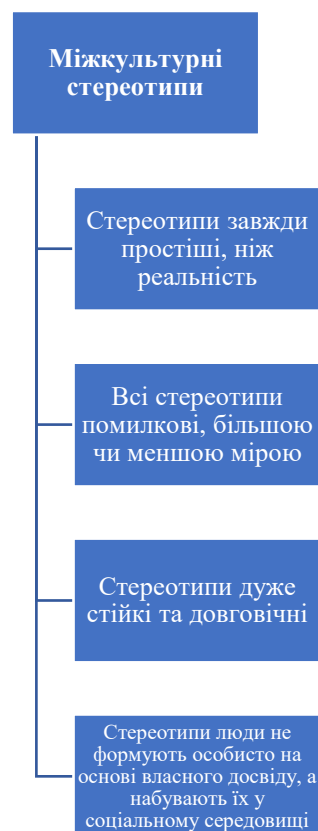 Міжкультурні
стереотипи
Стереотипи завжди
простіші, ніж
реальність
Всі стереотипи
помилкові, більшою
чи меншою мірою
Стереотипи дуже
стійкі та довговічні
Стереотипи люди не
формують особисто на
основі власного досвіду, а
набувають їх у
соціальному середовищі